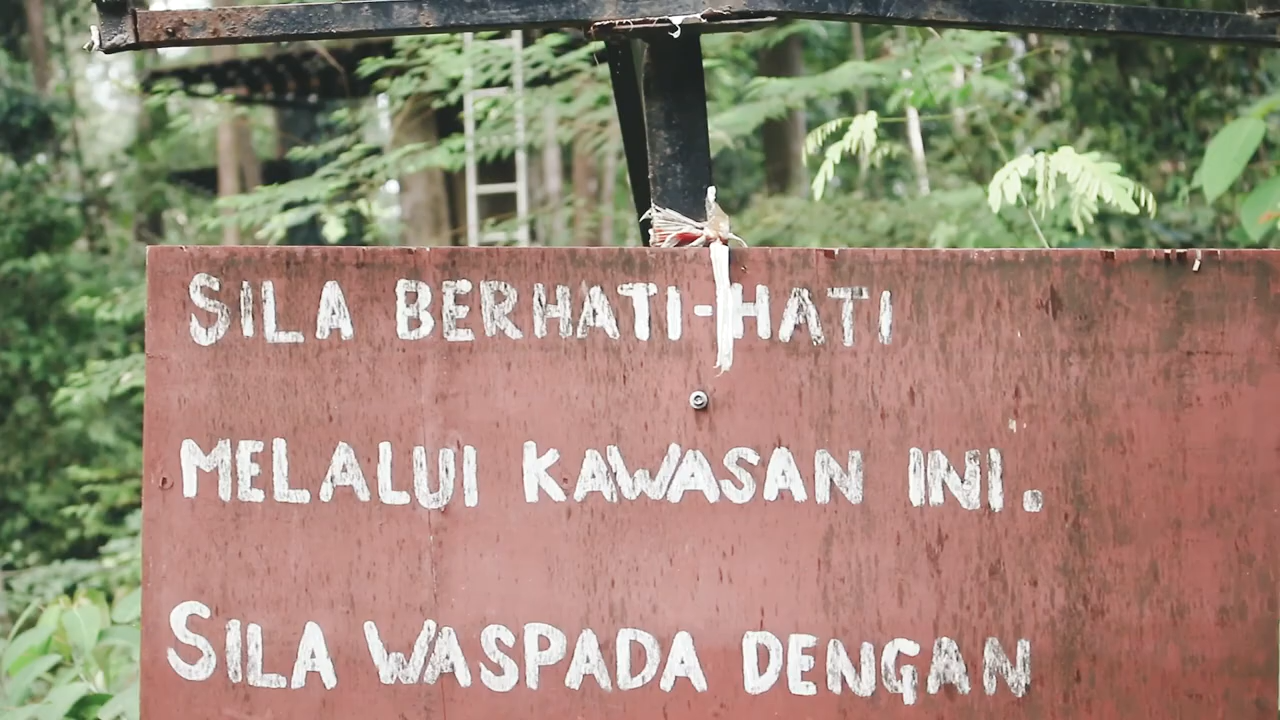 SILA BERHATI-HATI
MELALUI KAWASAN INI.
SILA WASPADA DENGAN